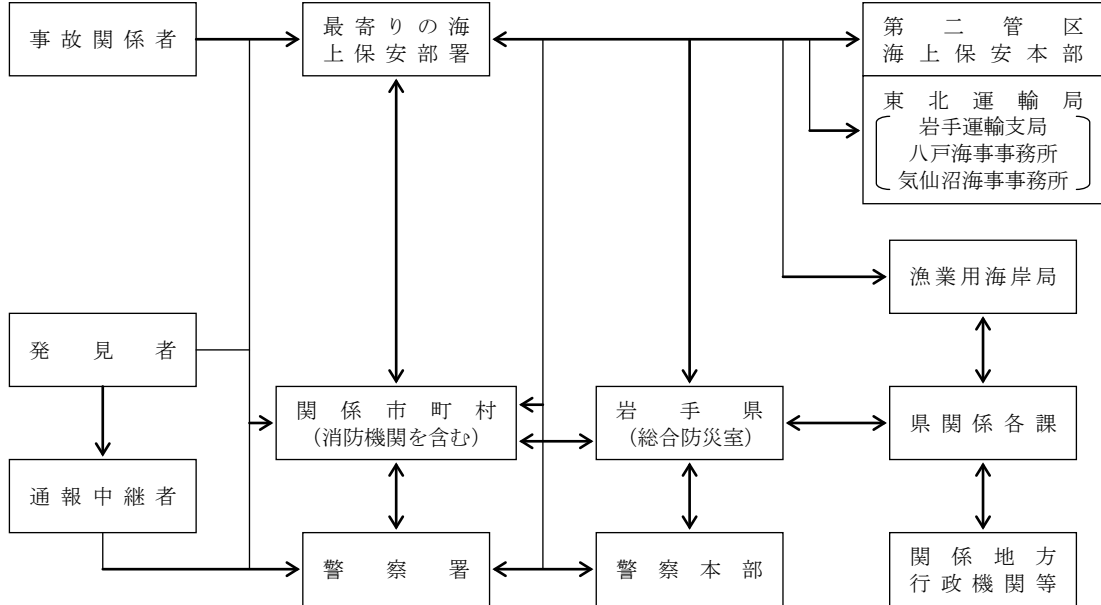 事故関係者
最寄りの海
上保安部署
第二管区
海上保安本部
東北運輸局
岩手運輸支局
八戸海事事務所
気仙沼海事事務所
漁業用海岸局
発見者
関係市町村
(消防機関を含む)
岩手県
(総合防災室)
県関係各課
通報中継者
警察署
警察本部
関係地方
行政機関等